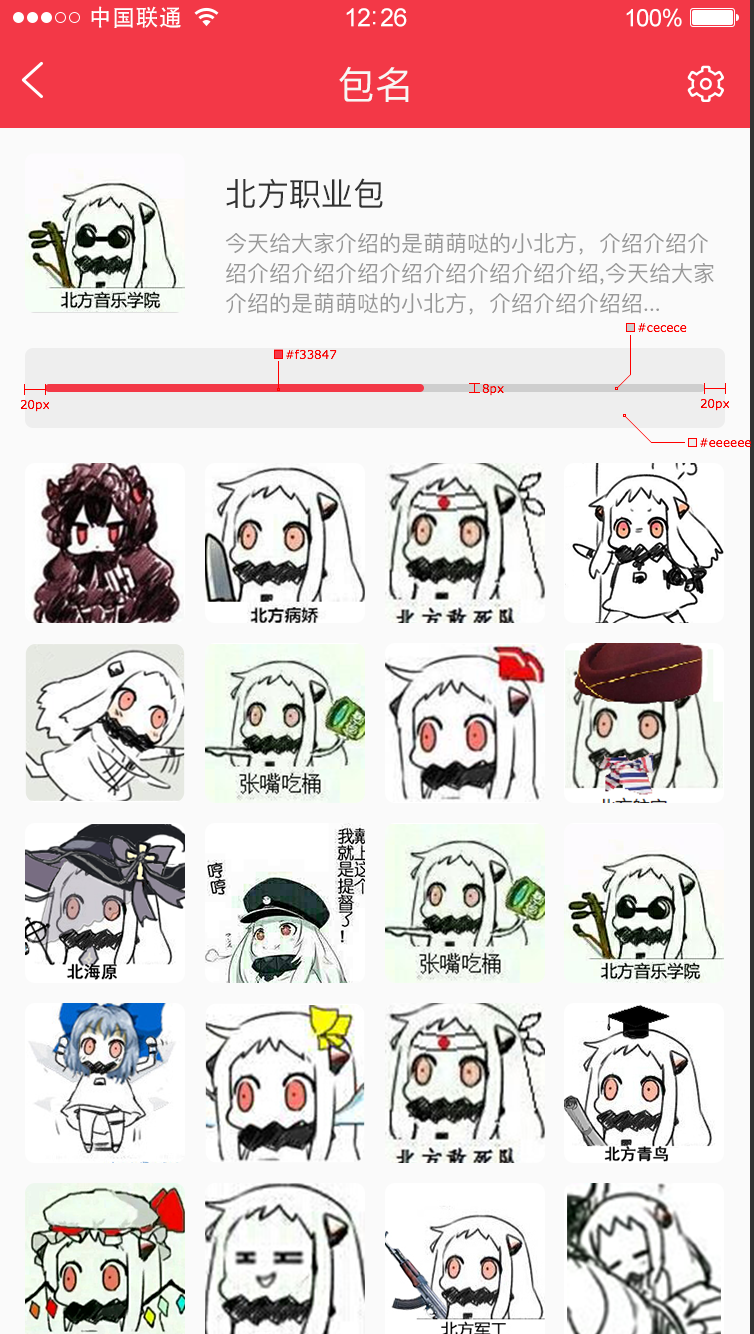 中国联通
12:26
100%
包名
北方职业包
今天给大家介绍的是萌萌哒的小北方，介绍介绍介
绍介绍介绍介绍介绍介绍介绍介绍介绍,今天给大家
介绍的是萌萌哒的小北方，介绍介绍介绍绍...
北方音乐学院
#cecece
#f33847
8px
20px
20px
#eeeeee
北方病娇
北方敢死队
张嘴吃桶
北海原
哼
哼
我就是提督～！
冀上这个
张嘴吃桶
北方音乐学院
北方敢死队
北方青鸟
北方军工